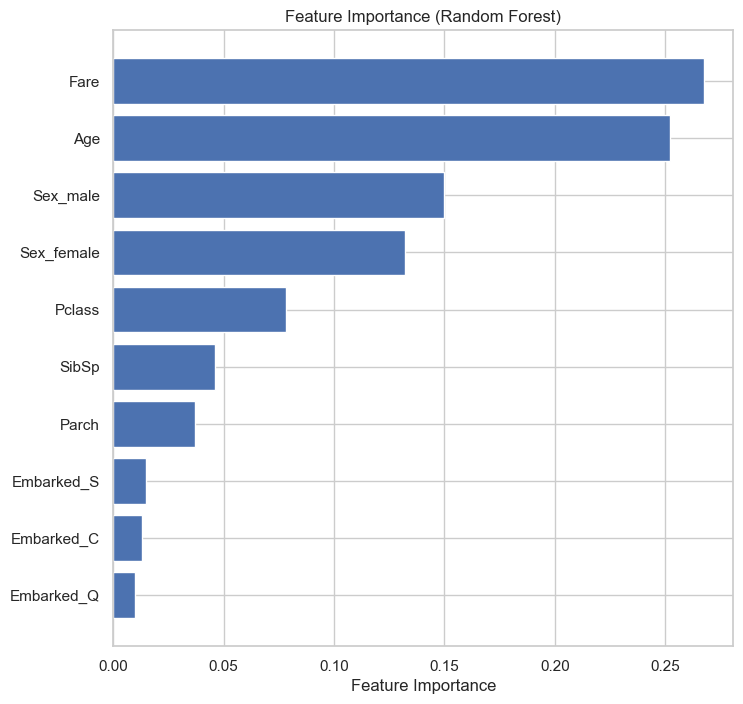 Feature Importance (Random Forest)
Fare
Age
Sex_male
Sex_female
Pclass
SibSp
Parch
Embarked_S
Embarked_C
Embarked_Q
0.00 0.05 0.10 0.15 0.20 0.25
Feature Importance